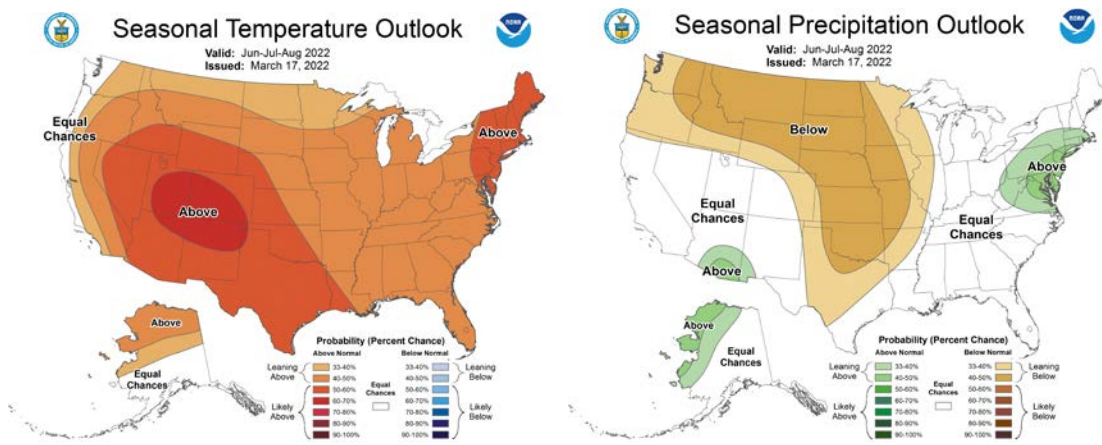 Seasonal Temperature Outlook
Valid: Jun-Jul-Aug 2022
Issued: March 17, 2022
Equal
Chances
Above
Above
Above
Equal
Chances
Probability (Percent Chance)
Above Normal
Below Normal
Leaning
Above
33-40%
40-50%
50-60%
Likely
Above
60-70%
70-80%
80-90%
90-100%
Equal
Chances
33-40%
40-50%
50-60%
Leaning
Below
60-70%
70-80%
80-90%
90-100%
Likely
Below
Seasonal Precipitation Outlook
Valid: Jun-Jul-Aug 2022
Issued: March 17, 2022
NOAA
Below
Equal
Chances
Above
Equal
Chances
Above
Above
Equal
Chances
Probability (Percent Chance)
Above Normal
Below Normal
Leaning
Above
33-40%
40-50%
50-60%
Likely
Above
60-70%
70-80%
80-90%
90-100%
Equal
Chances
33-40%
40-50%
50-60%
Leaning
Below
60-70%
70-80%
80-90%
90-100%
Likely
Below